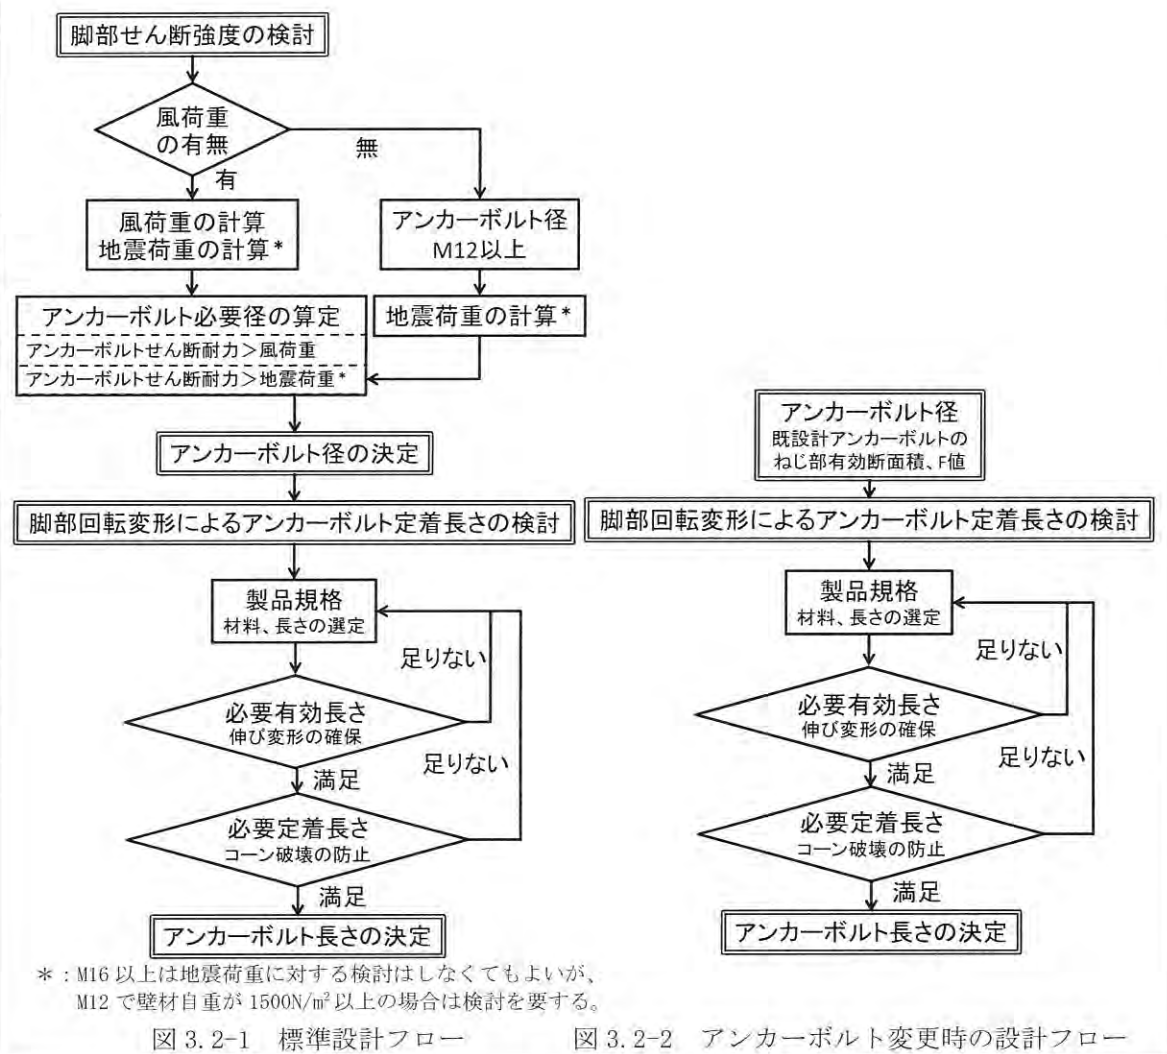 脚部せん断強度の検討
風荷重
の有無
無
有
風荷重の計算
地震荷重の計算*
アンカーボルト径
M12以上
アンカーボルト必要径の算定
アンカーボルトせん断耐力>風荷重
アンカーボルトせん断耐力>地震荷重*
地震荷重の計算*
アンカーボルト径の決定
脚部回転変形によるアンカーボルト定着長さの検討
製品規格
材料、長さの選定
足りない
必要有効長さ
伸び変形の確保
足りない
満足
必要定着長さ
コーン破壊の防止
満足
アンカーボルト長さの決定
*:M16以上は地震荷重に対する検討はしなくてもよいが、
M12で壁材自重が1500N/㎡以上の場合は検討を要する。
図3.2-1 標準設計フロー
アンカーボルト径
既設計アンカーボルトの
ねじ部有効断面積、F値
脚部回転変形によるアンカーボルト定着長さの検討
製品規格
材料、長さの選定
足りない
必要有効長さ
伸び変形の確保
足りない
満足
必要定着長さ
コーン破壊の防止
満足
アンカーボルト長さの決定
図3.2-2 アンカーボルト変更時の設計フロー